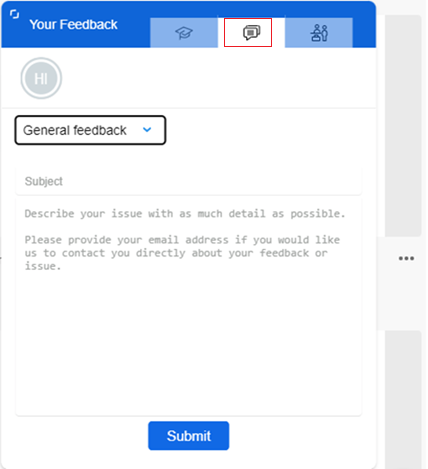 Your Feedback
HI
General feedback
Subject
Describe your issue with as much detail as possible.
Please provide your email address if you would like
us to contact you directly about your feedback or
issue.
Submit